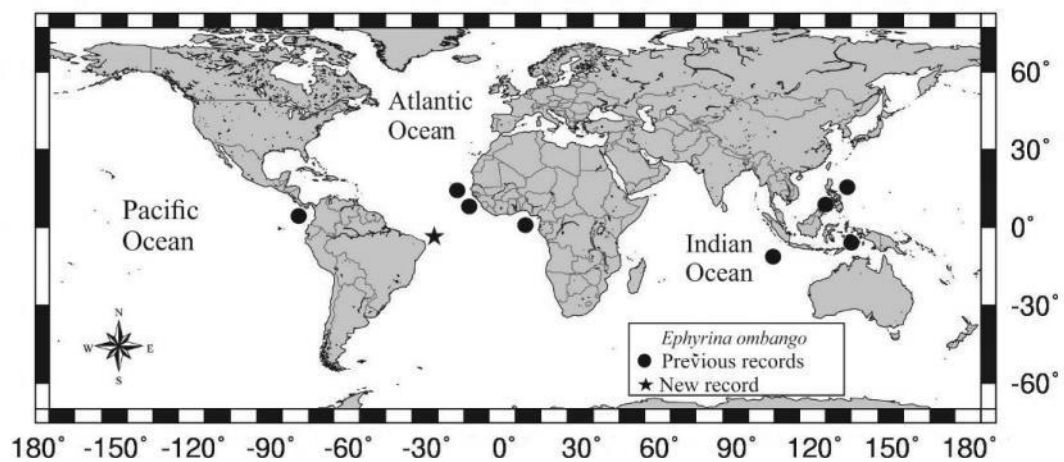 Atlantic
Ocean
60°
30°
Pacific
Ocean
0°
Indian
Ocean
-30°
N
W E
S
Ephyrina ombango
Previous records
New record
-60°
180 -150° -120° -90° -60° -30° 0° 30° 60° 90° 120° 150° 180°